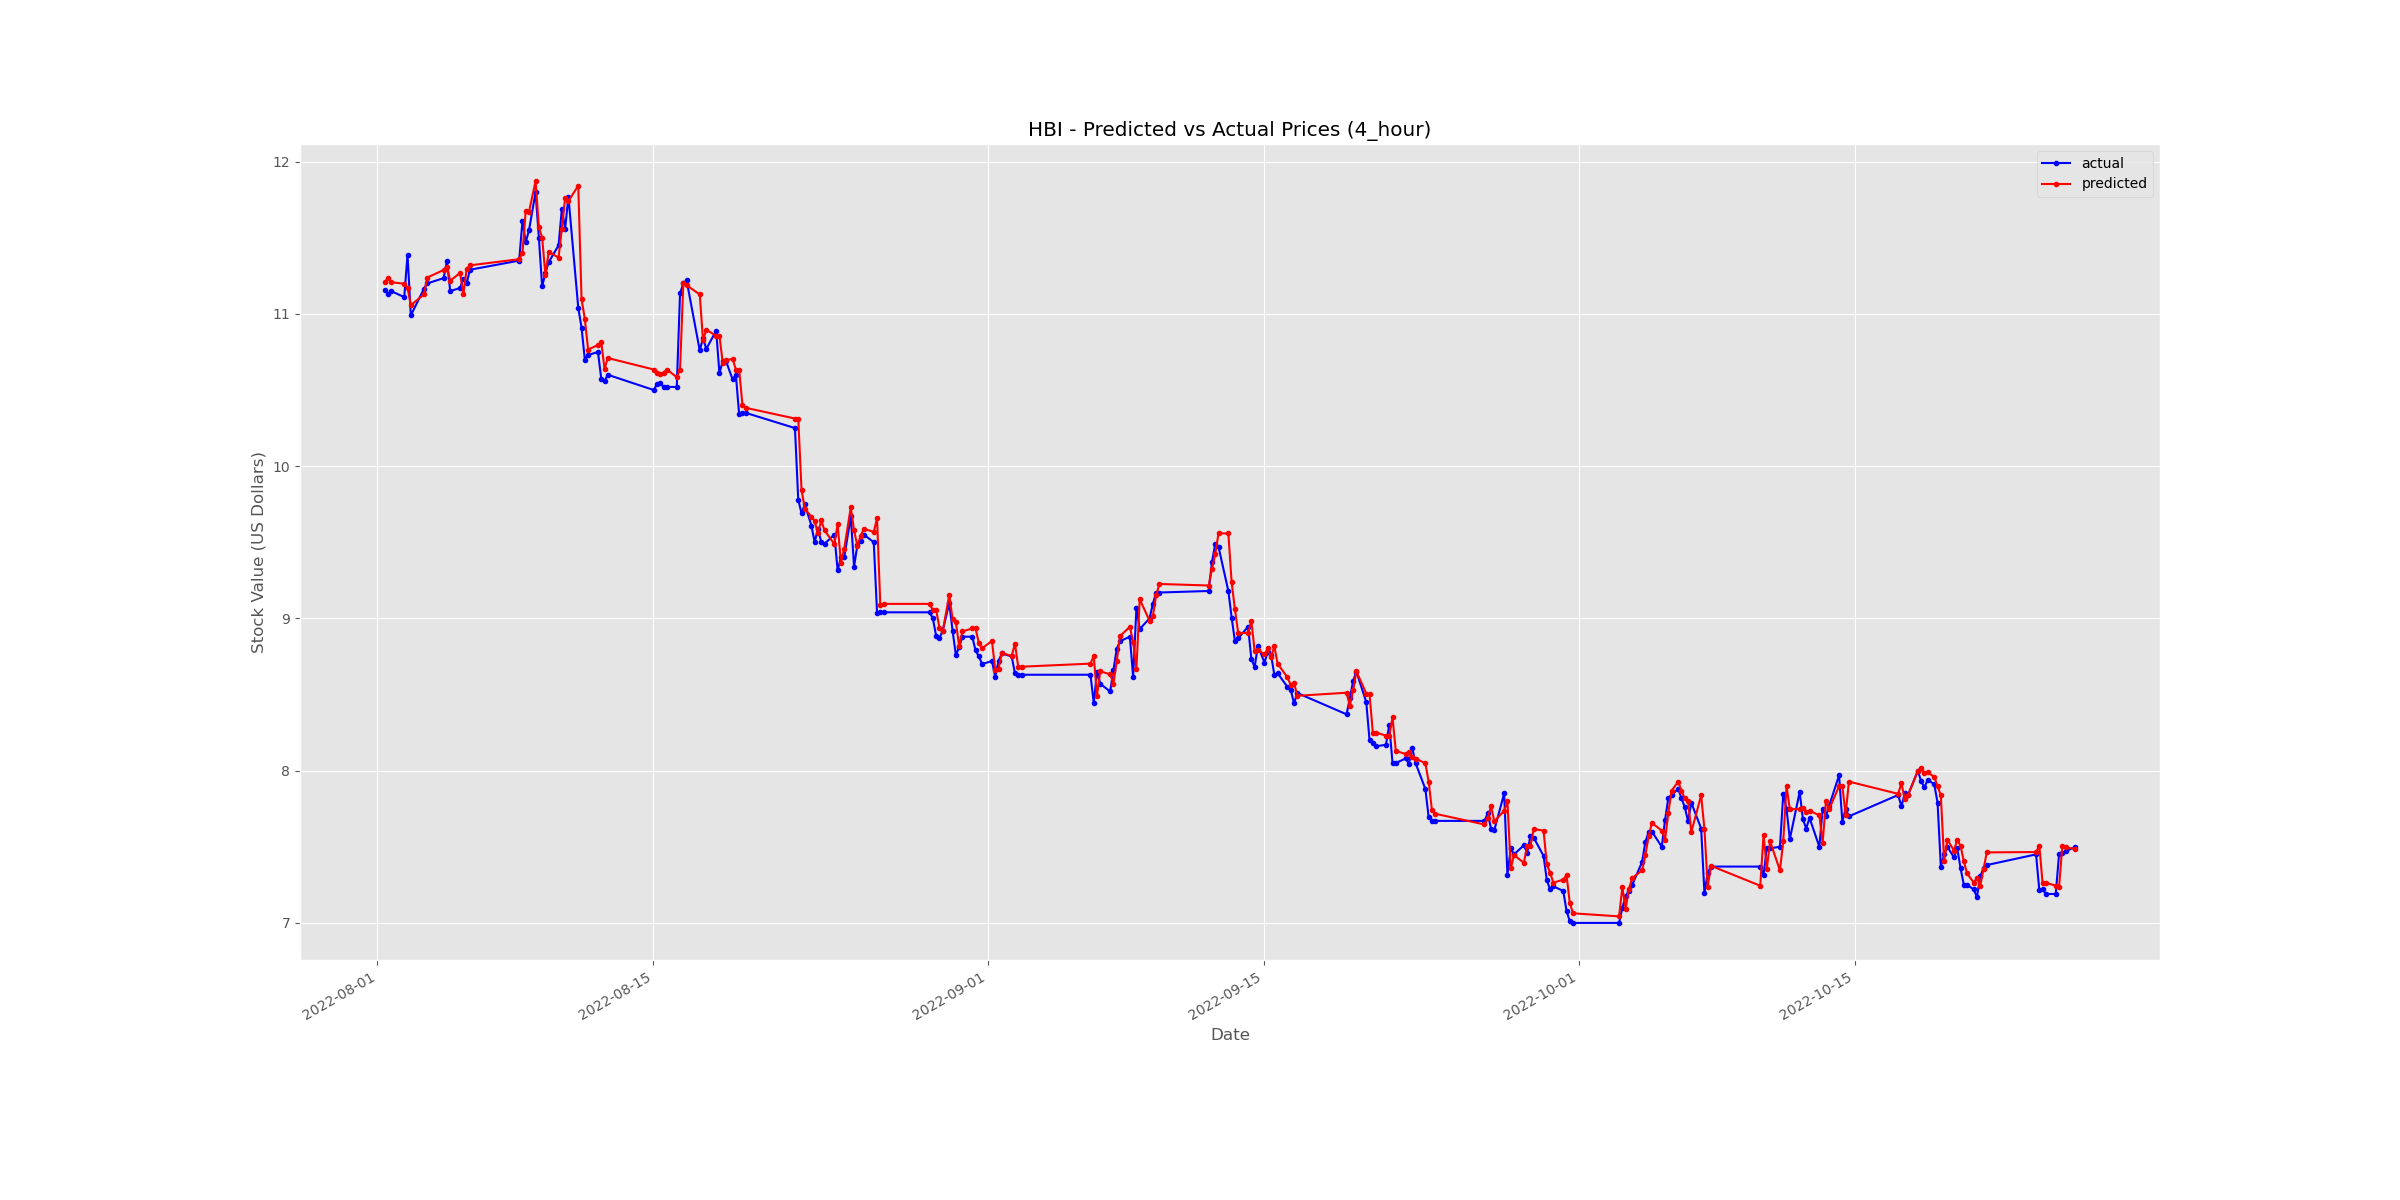 HBI - Predicted vs Actual Prices (4_hour)
actual
predicted
Stock Value (US Dollars)
12
11
10
9
8
7
2022-08-01
2022-08-15
2022-09-01
2022-09-15
2022-10-01
2022-10-15
Date